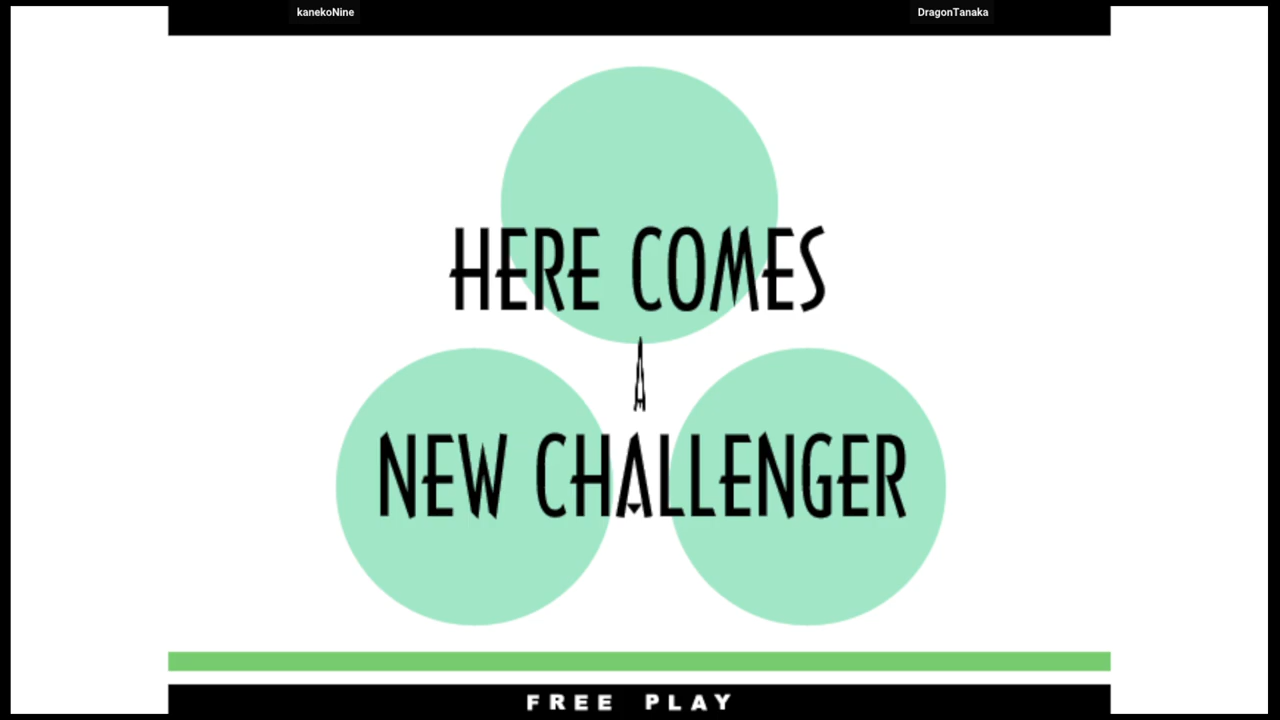 kanekoNine
DragonTanaka
HERE COMES
A
NEW CHALLENGER
FREE PLAY